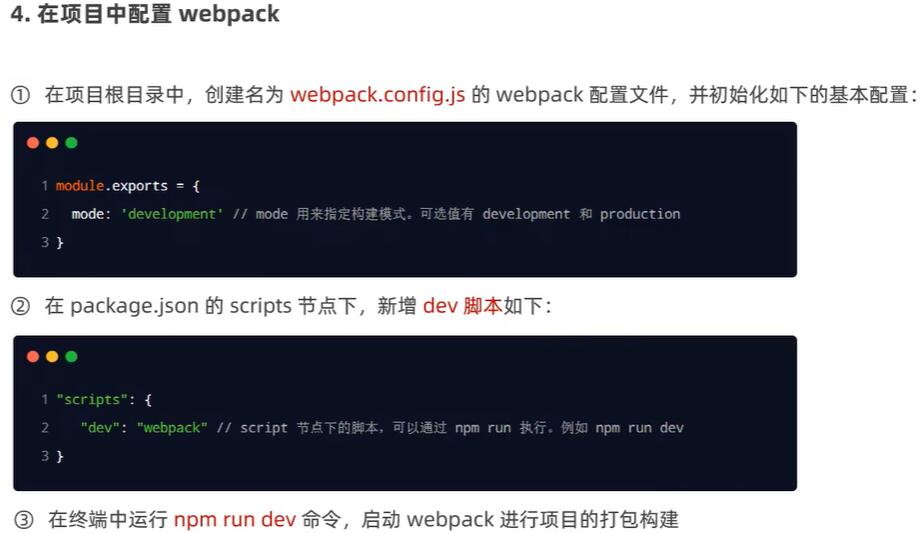 4. 在项目中配置 webpack
① 在项目根目录中，创建名为 webpack.config.js 的 webpack 配置文件，并初始化如下的基本配置：
1 module.exports = {
2   mode: 'development' // mode 用来指定构建模式。可选值有 development 和 production
3 }
② 在 package.json 的 scripts 节点下，新增 dev 脚本如下：
1 "scripts": {
2    "dev": "webpack" // script 节点下的脚本，可以通过 npm run 执行。例如 npm run dev
3 }
③ 在终端中运行 npm run dev 命令，启动 webpack 进行项目的打包构建